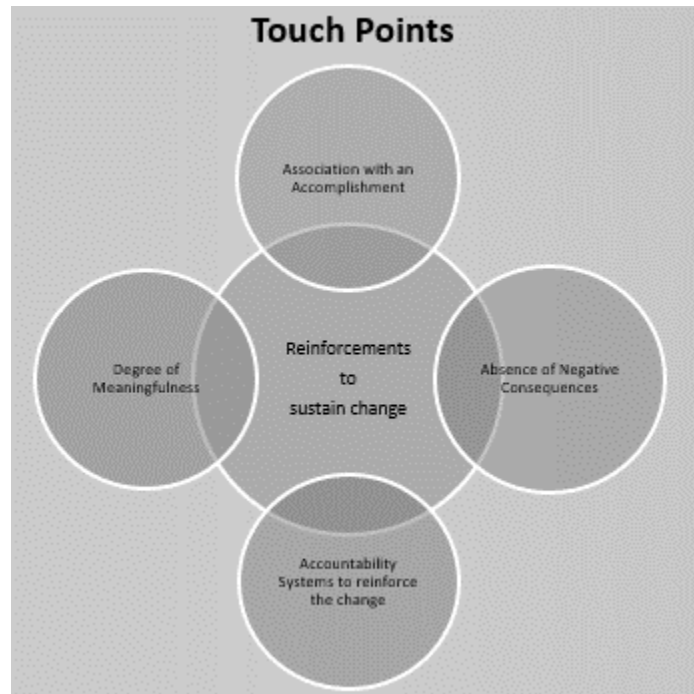 Touch Points
Association with an
Accomplishment
Degree of
Meaningfulness
Reinforcements
to
sustain change
Absence of Negative
Consequences
Accountability
Systems to reinforce
the change